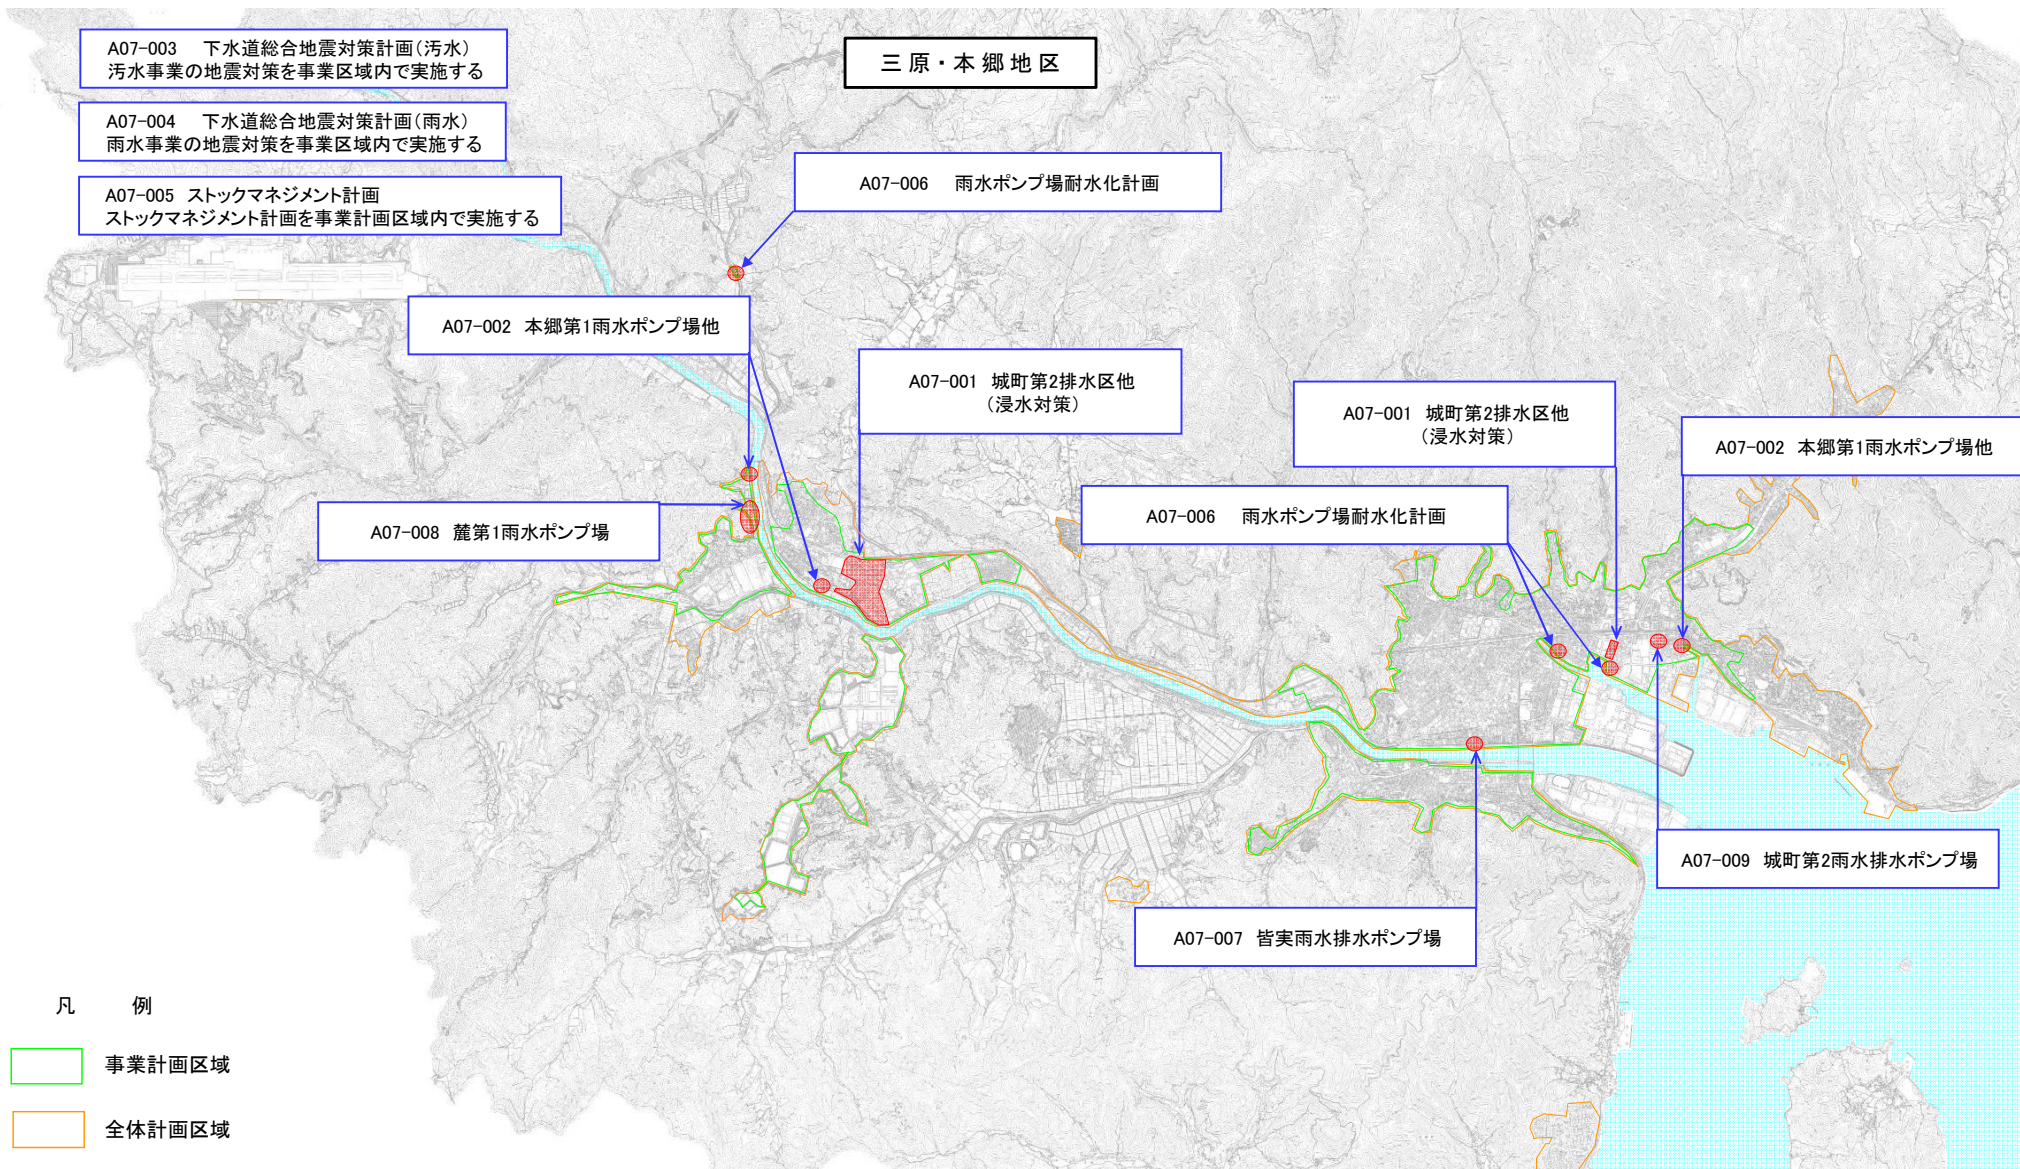 三原・本郷地区
A07-003 下水道総合地震対策計画(汚水)
汚水事業の地震対策を事業区域内で実施する
A07-004 下水道総合地震対策計画(雨水)
雨水事業の地震対策を事業区域内で実施する
A07-005 ストックマネジメント計画
ストックマネジメント計画を事業計画区域内で実施する
A07-006 雨水ポンプ場耐水化計画
A07-002 本郷第1雨水ポンプ場他
A07-001 城町第2排水区他
(浸水対策)
A07-001 城町第2排水区他
(浸水対策)
A07-002 本郷第1雨水ポンプ場他
A07-008 麓第1雨水ポンプ場
A07-006 雨水ポンプ場耐水化計画
A07-009 城町第2雨水排水ポンプ場
A07-007 皆実雨水排水ポンプ場
凡 例
事業計画区域
全体計画区域